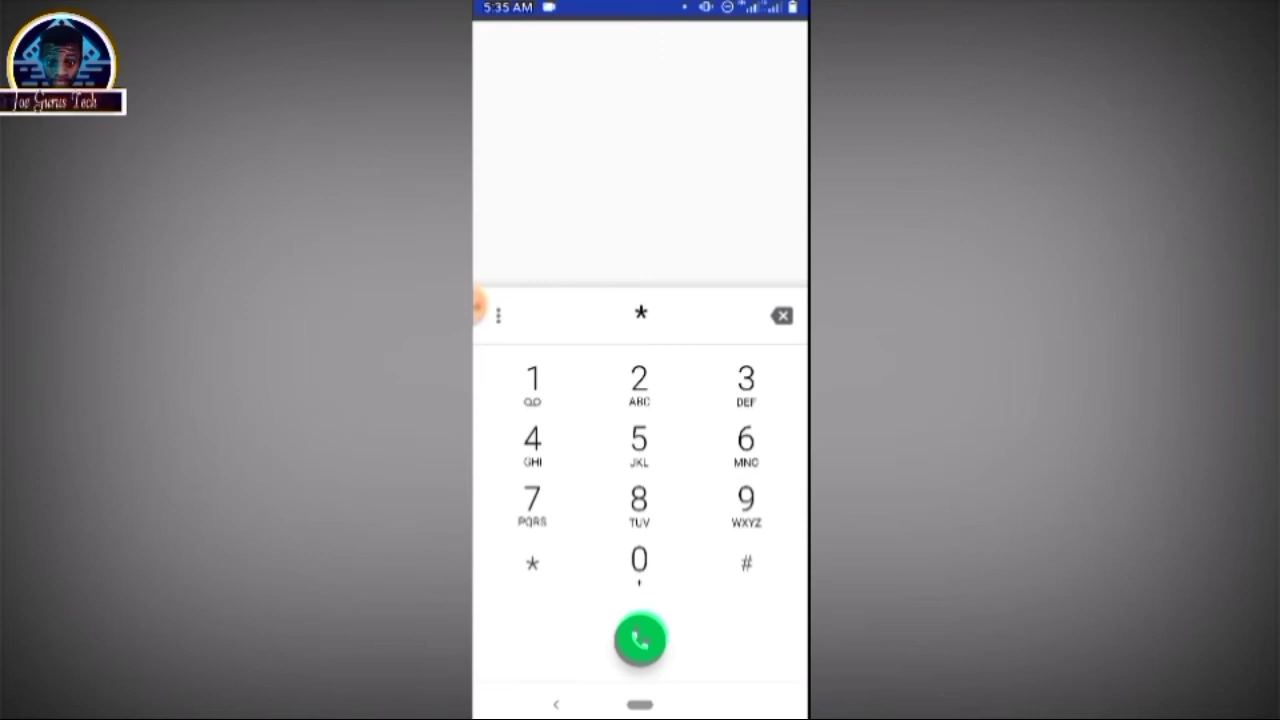 5:35 AM
Joe Gurus Tech
*
1 2 3
ABC DEF
4 5 6
GHI JKL MNO
7 8 9
PQRS TUV WXYZ
* 0 #
+